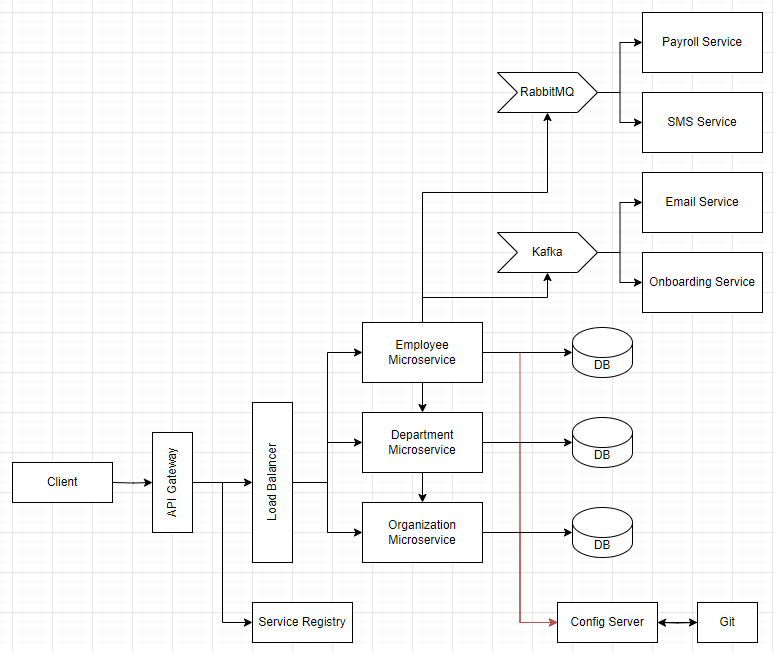 Payroll Service
RabbitMQ
SMS Service
Email Service
Kafka
Onboarding Service
Employee
Microservice
DB
Department
Microservice
DB
Client
API Gateway
Load Balancer
Organization
Microservice
DB
Service Registry
Config Server
Git